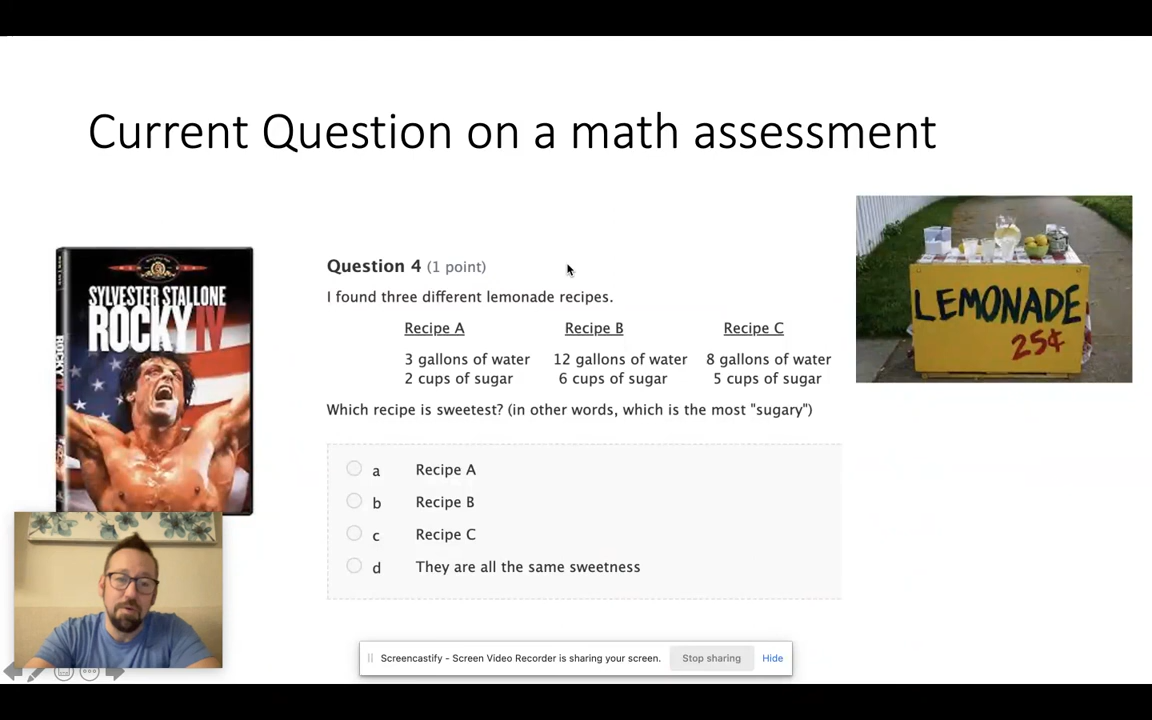 Current Question on a math assessment
SYLVESTER STALLONE
ROCKY IV
Question 4 (1 point)
I found three different lemonade recipes.
Recipe A Recipe B Recipe C
3 gallons of water 12 gallons of water 8 gallons of water
2 cups of sugar 6 cups of sugar 5 cups of sugar
Which recipe is sweetest? (in other words, which is the most "sugary")
a Recipe A
b Recipe B
c Recipe C
d They are all the same sweetness
LEMONADE
25¢
Screencastify - Screen Video Recorder is sharing your screen. Stop sharing Hide